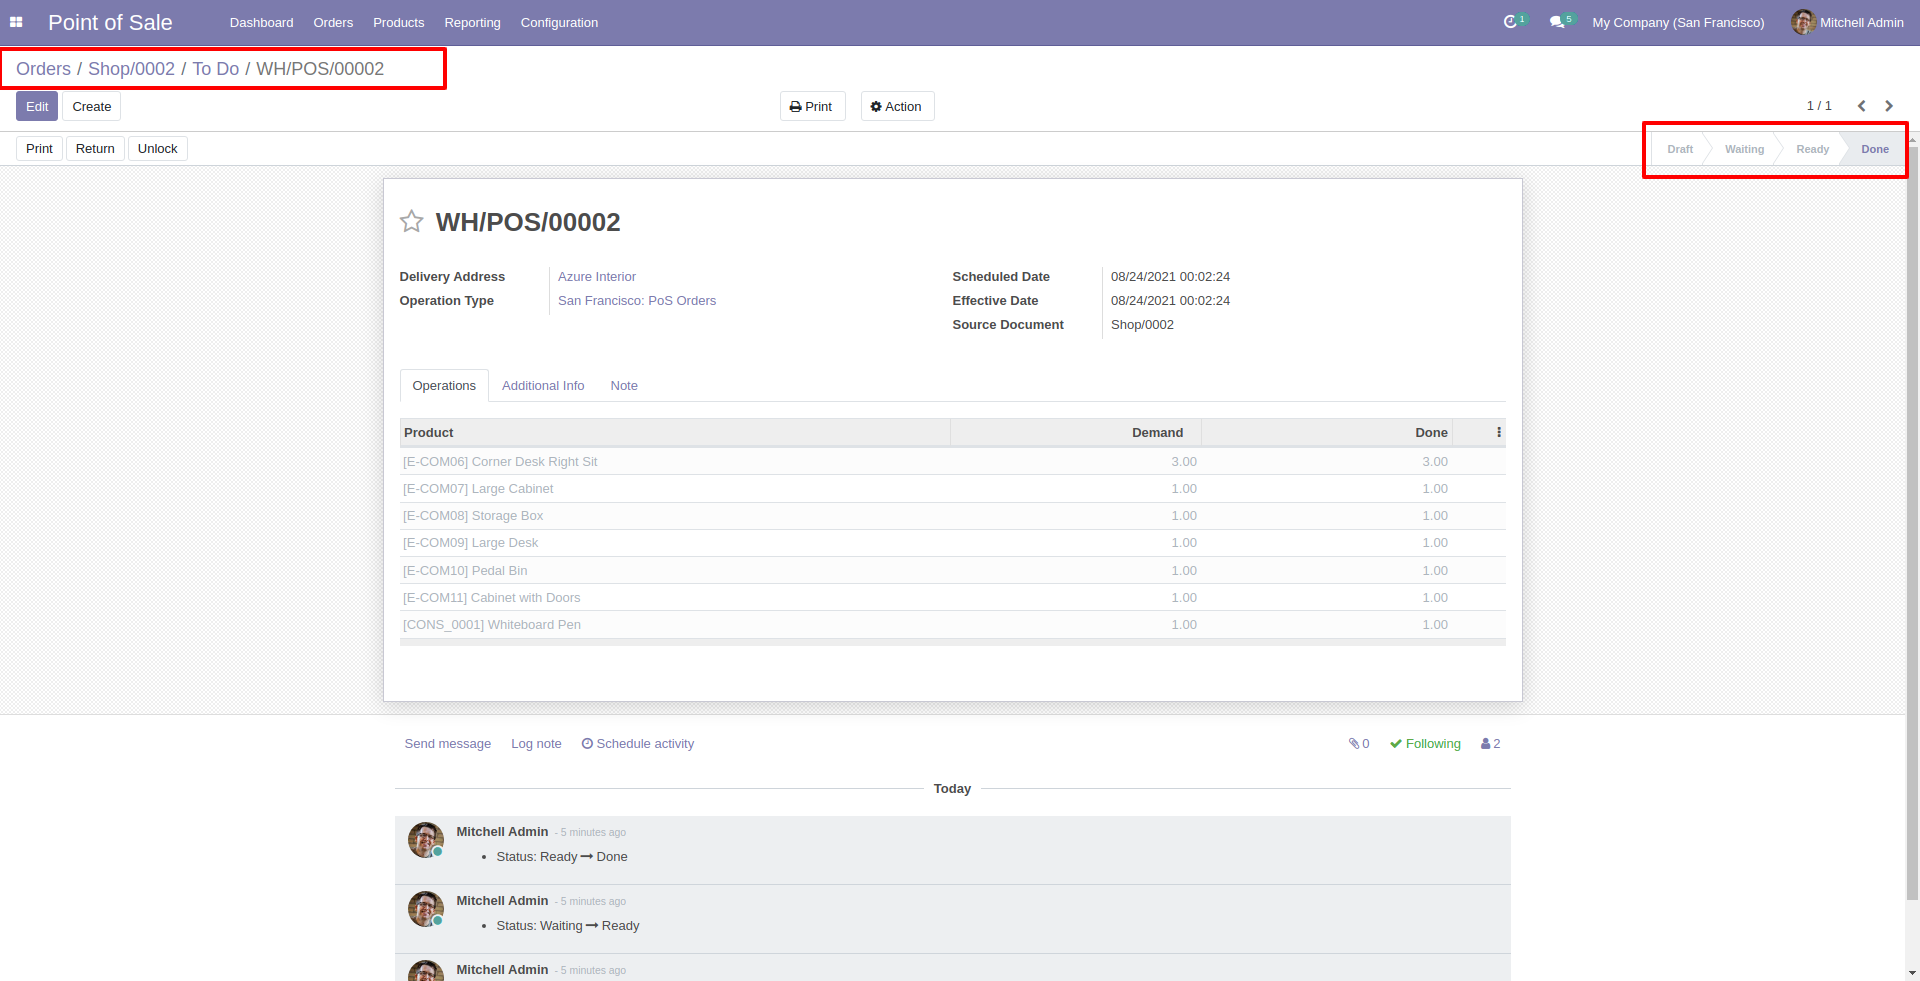 Point of Sale Dashboard Orders Products Reporting Configuration 1 5 My Company (San Francisco) Mitchell Admin
Orders / Shop/0002 / To Do / WH/POS/00002
Edit Create Print Action 1 / 1
Print Return Unlock Draft Waiting Ready Done
WH/POS/00002
Delivery Address Azure Interior Scheduled Date 08/24/2021 00:02:24
Operation Type San Francisco: PoS Orders Effective Date 08/24/2021 00:02:24
Source Document Shop/0002
Operations Additional Info Note
Product Demand Done
[E-COM06] Corner Desk Right Sit 3.00 3.00
[E-COM07] Large Cabinet 1.00 1.00
[E-COM08] Storage Box 1.00 1.00
[E-COM09] Large Desk 1.00 1.00
[E-COM10] Pedal Bin 1.00 1.00
[E-COM11] Cabinet with Doors 1.00 1.00
[CONS_0001] Whiteboard Pen 1.00 1.00
Send message Log note Schedule activity 0 Following 2
Today
Mitchell Admin - 5 minutes ago
• Status: Ready → Done
Mitchell Admin - 5 minutes ago
• Status: Waiting → Ready
Mitchell Admin - 5 minutes ago